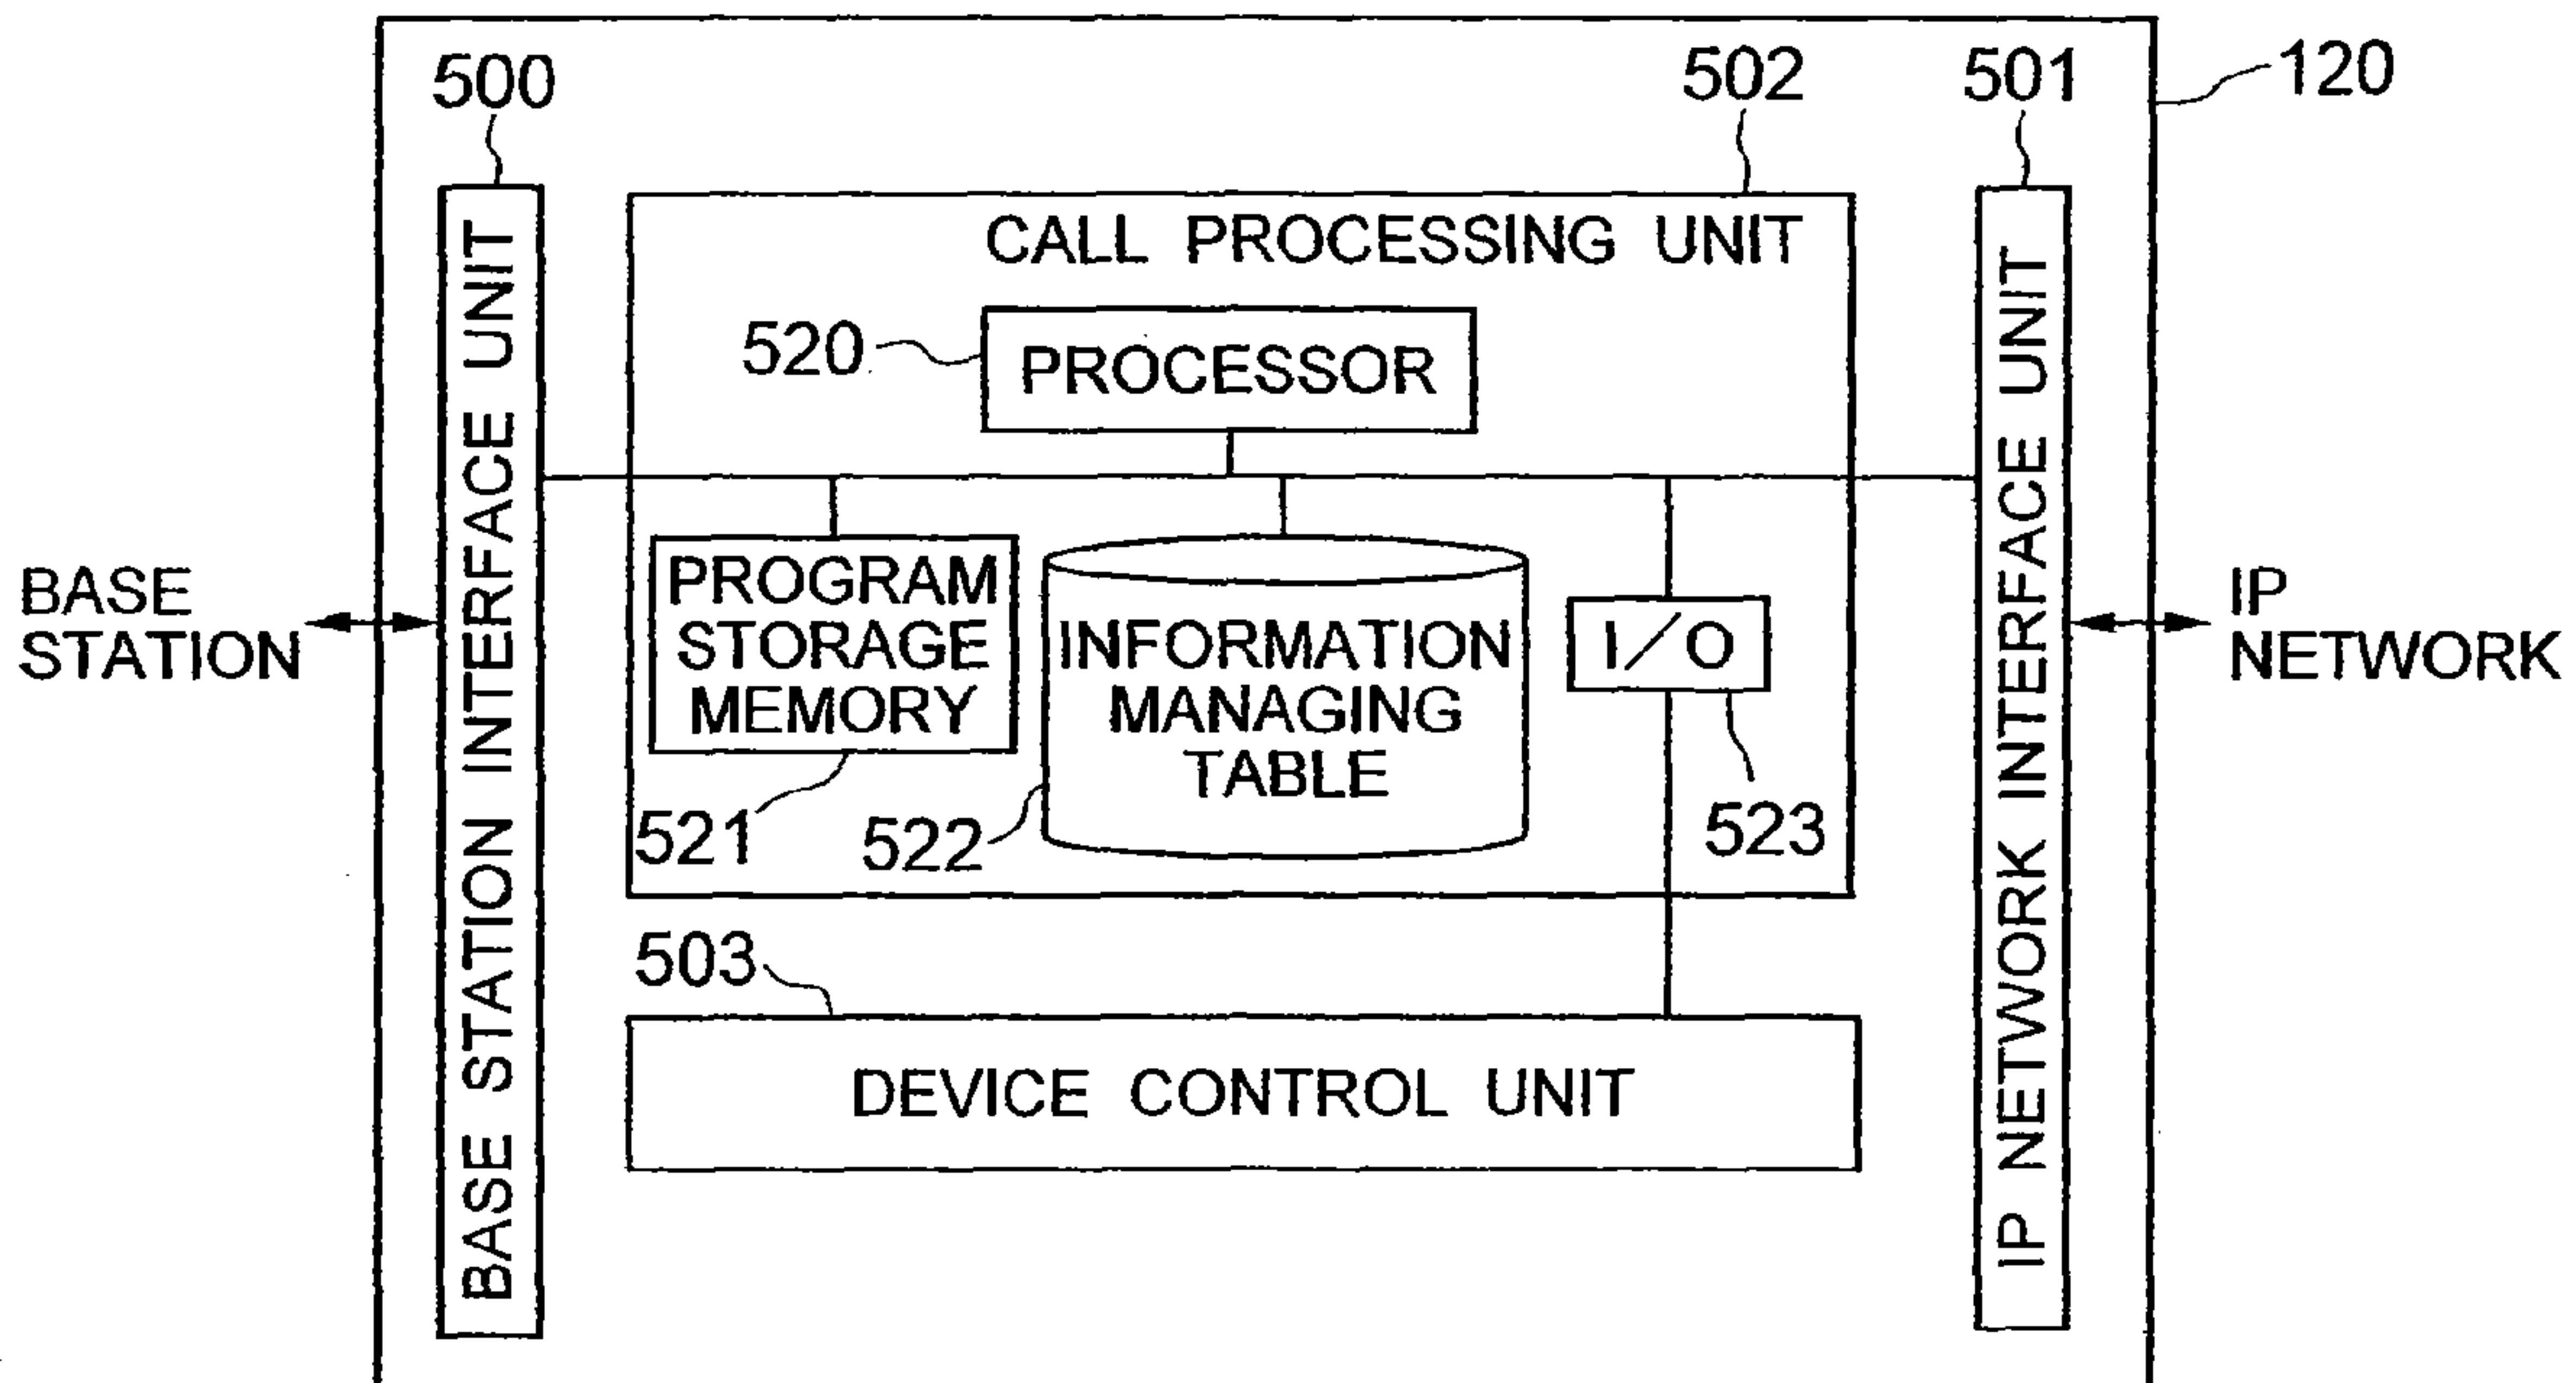 500
502
501
120
CALL PROCESSING UNIT
520
PROCESSOR
BASE STATION INTERFACE UNIT
IP NETWORK INTERFACE UNIT
BASE
STATION
PROGRAM
STORAGE
MEMORY
INFORMATION
MANAGING
TABLE
I/O
IP
NETWORK
521
522
523
503
DEVICE CONTROL UNIT